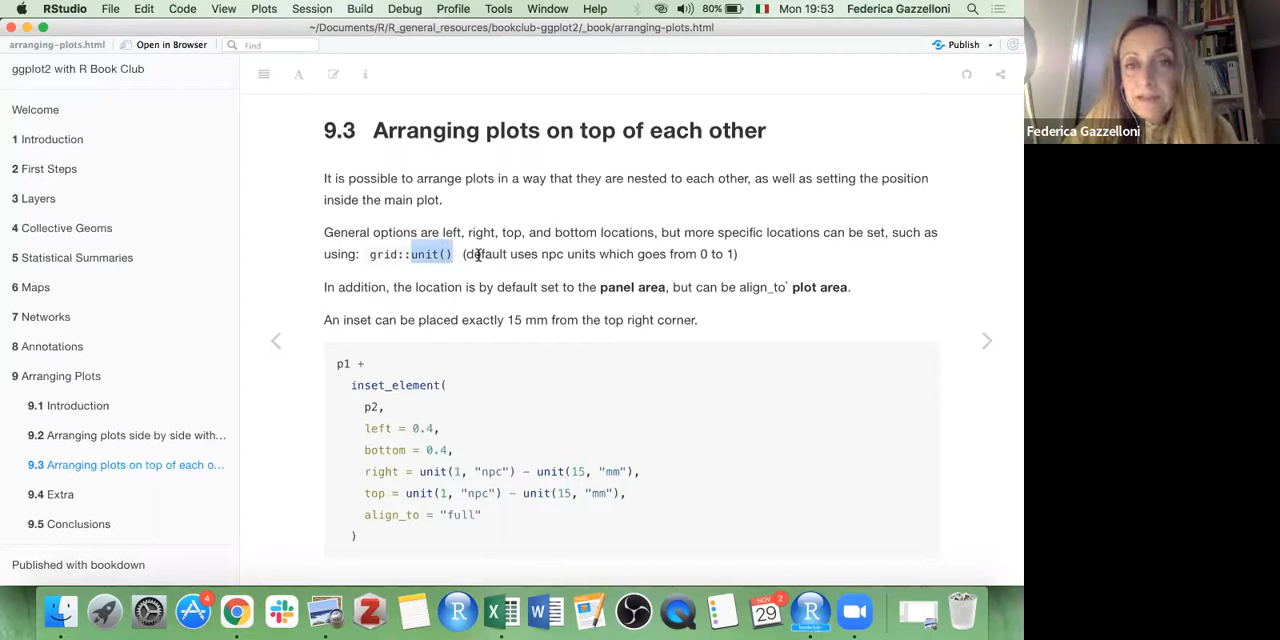 RStudio File Edit Code View Plots Session Build Debug Profile Tools Window Help 80% Mon 19:53 Federica Gazzelloni
~/Documents/R/R_general_resources/bookclub-ggplot2/_book/arranging-plots.html
arranging-plots.html Open in Browser Find Publish
ggplot2 with R Book Club
Welcome
1 Introduction
2 First Steps
3 Layers
4 Collective Geoms
5 Statistical Summaries
6 Maps
7 Networks
8 Annotations
9 Arranging Plots
9.1 Introduction
9.2 Arranging plots side by side with...
9.3 Arranging plots on top of each o...
9.4 Extra
9.5 Conclusions
Published with bookdown
9.3 Arranging plots on top of each other
It is possible to arrange plots in a way that they are nested to each other, as well as setting the position
inside the main plot.
General options are left, right, top, and bottom locations, but more specific locations can be set, such as
using: grid::unit() (default uses npc units which goes from 0 to 1)
In addition, the location is by default set to the panel area, but can be align_to` plot area.
An inset can be placed exactly 15 mm from the top right corner.
p1 +
inset_element(
p2,
left = 0.4,
bottom = 0.4,
right = unit(1, "npc") - unit(15, "mm"),
top = unit(1, "npc") - unit(15, "mm"),
align_to = "full"
)
Federica Gazzelloni
4
NOV
29
2